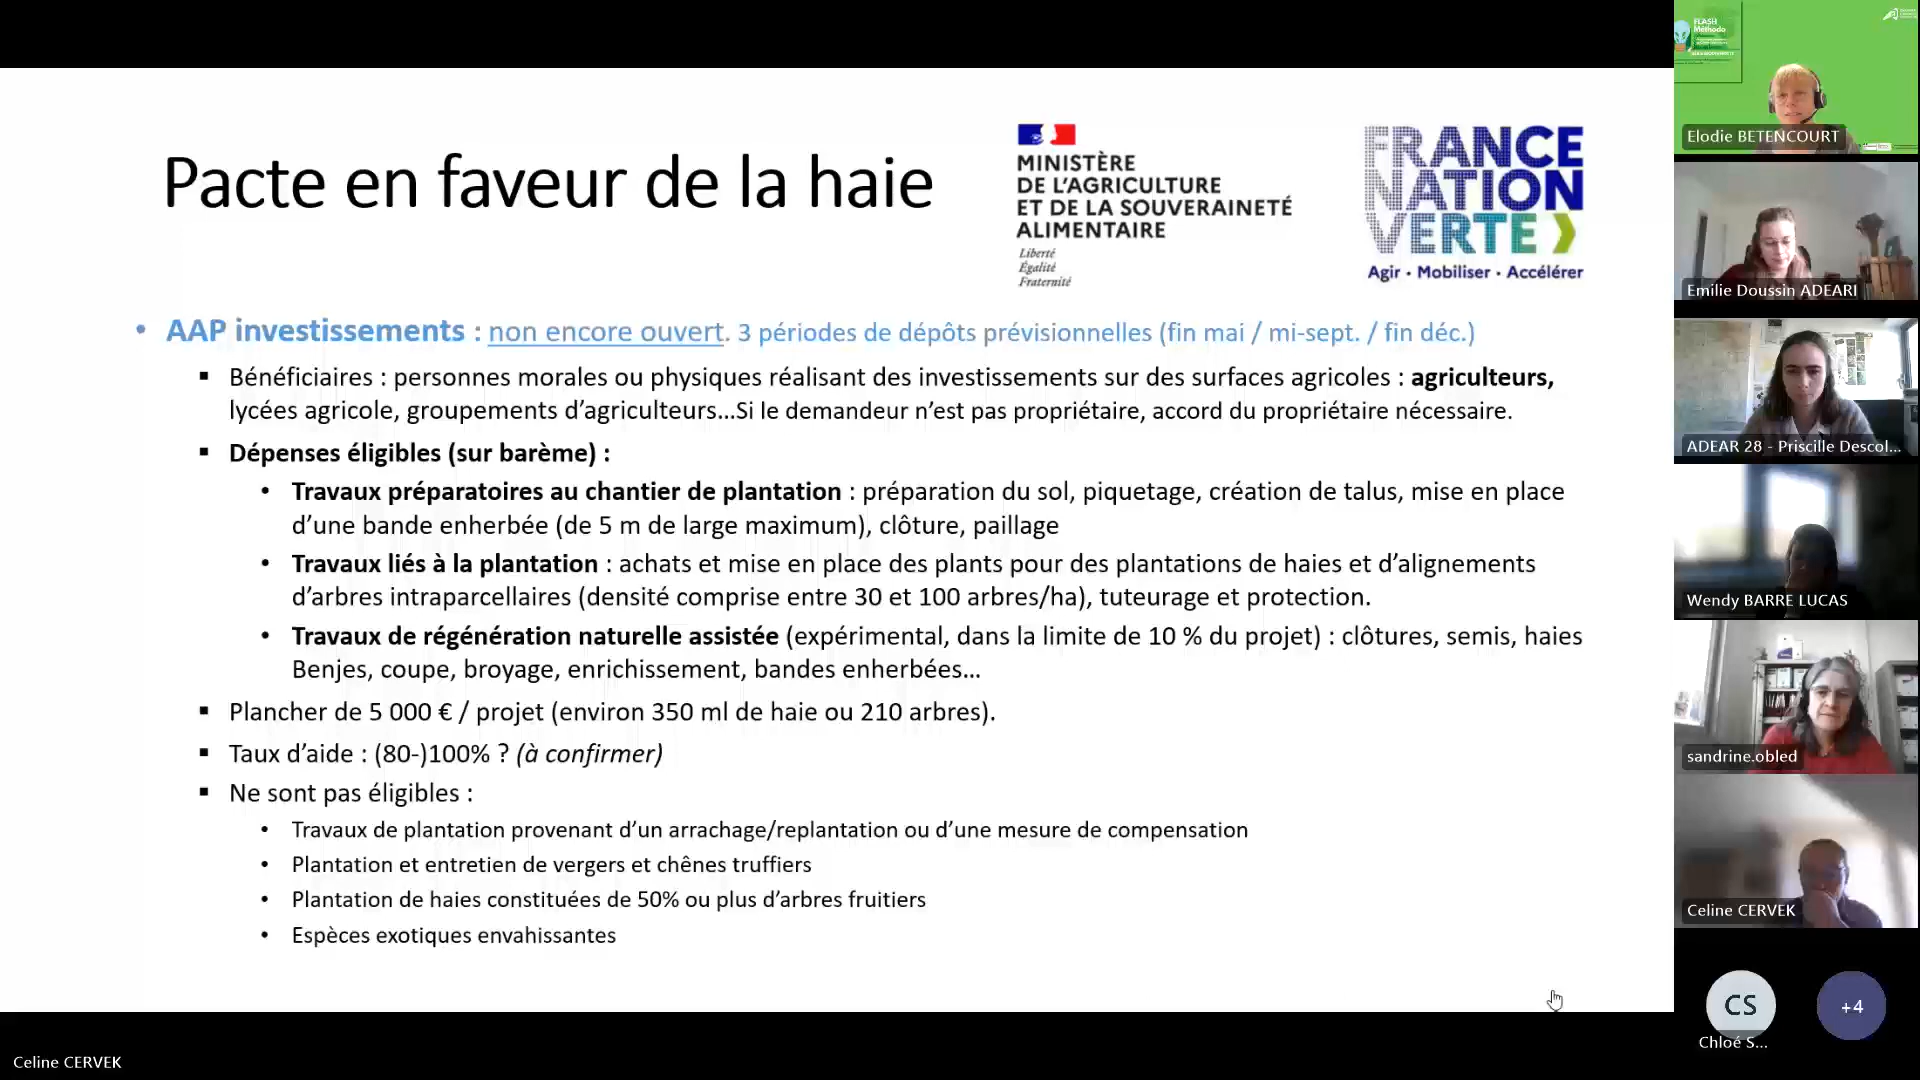 Pacte en faveur de la haie
MINISTÈRE
DE L'AGRICULTURE
ET DE LA SOUVERAINETÉ
ALIMENTAIRE
Liberté
Égalité
Fraternité
FRANCE
NATION
VERTE
Agir • Mobiliser • Accélérer
• AAP investissements : non encore ouvert. 3 périodes de dépôts prévisionnelles (fin mai / mi-sept. / fin déc.)
▪ Bénéficiaires : personnes morales ou physiques réalisant des investissements sur des surfaces agricoles : agriculteurs,
lycées agricole, groupements d'agriculteurs...Si le demandeur n'est pas propriétaire, accord du propriétaire nécessaire.
▪ Dépenses éligibles (sur barème) :
• Travaux préparatoires au chantier de plantation : préparation du sol, piquetage, création de talus, mise en place
d'une bande enherbée (de 5 m de large maximum), clôture, paillage
• Travaux liés à la plantation : achats et mise en place des plants pour des plantations de haies et d'alignements
d'arbres intraparcellaires (densité comprise entre 30 et 100 arbres/ha), tuteurage et protection.
• Travaux de régénération naturelle assistée (expérimental, dans la limite de 10 % du projet) : clôtures, semis, haies
Benjes, coupe, broyage, enrichissement, bandes enherbées...
▪ Plancher de 5 000 € / projet (environ 350 ml de haie ou 210 arbres).
▪ Taux d'aide : (80-)100% ? (à confirmer)
▪ Ne sont pas éligibles :
• Travaux de plantation provenant d'un arrachage/replantation ou d'une mesure de compensation
• Plantation et entretien de vergers et chênes truffiers
• Plantation de haies constituées de 50% ou plus d'arbres fruitiers
• Espèces exotiques envahissantes
FLASH
Méthodo
Elodie BETENCOURT
Emilie Doussin ADEARI
ADEAR 28 - Priscille Descol...
Wendy BARRE LUCAS
sandrine.obled
Celine CERVEK
CS
+4
Chloé S...
Celine CERVEK